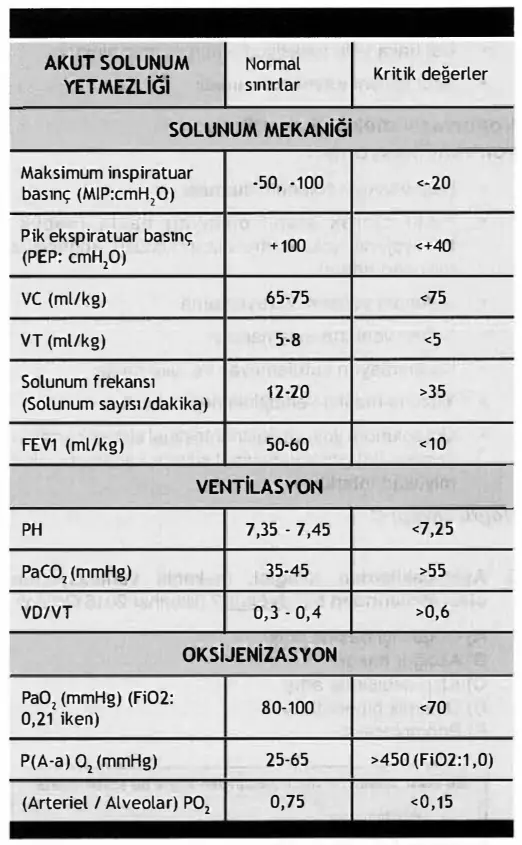 AKUT SOLUNUM
YETMEZLİĞİ
Normal
sınırlar
Kritik değerler
SOLUNUM MEKANİĞİ
Maksimum inspiratuar
basınç (MIP:cmH2O)
-50, -100
<-20
Pik ekspiratuar basınç
(PEP: cmH2O)
+100
<+40
VC (ml/kg)
65-75
<75
VT (ml/kg)
5-8
<5
Solunum frekansı
(Solunum sayısı/dakika)
12-20
>35
FEV1 (ml/kg)
50-60
<10
VENTİLASYON
PH
7,35 - 7,45
<7,25
PaCO2 (mmHg)
35-45
>55
VD/VT
0,3 - 0,4
>0,6
OKSİJENİZASYON
PaO2 (mmHg) (FiO2:
0,21 iken)
80-100
<70
P(A-a) O2 (mmHg)
25-65
>450 (FiO2:1,0)
(Arteriel / Alveolar) PO2
0,75
<0,15